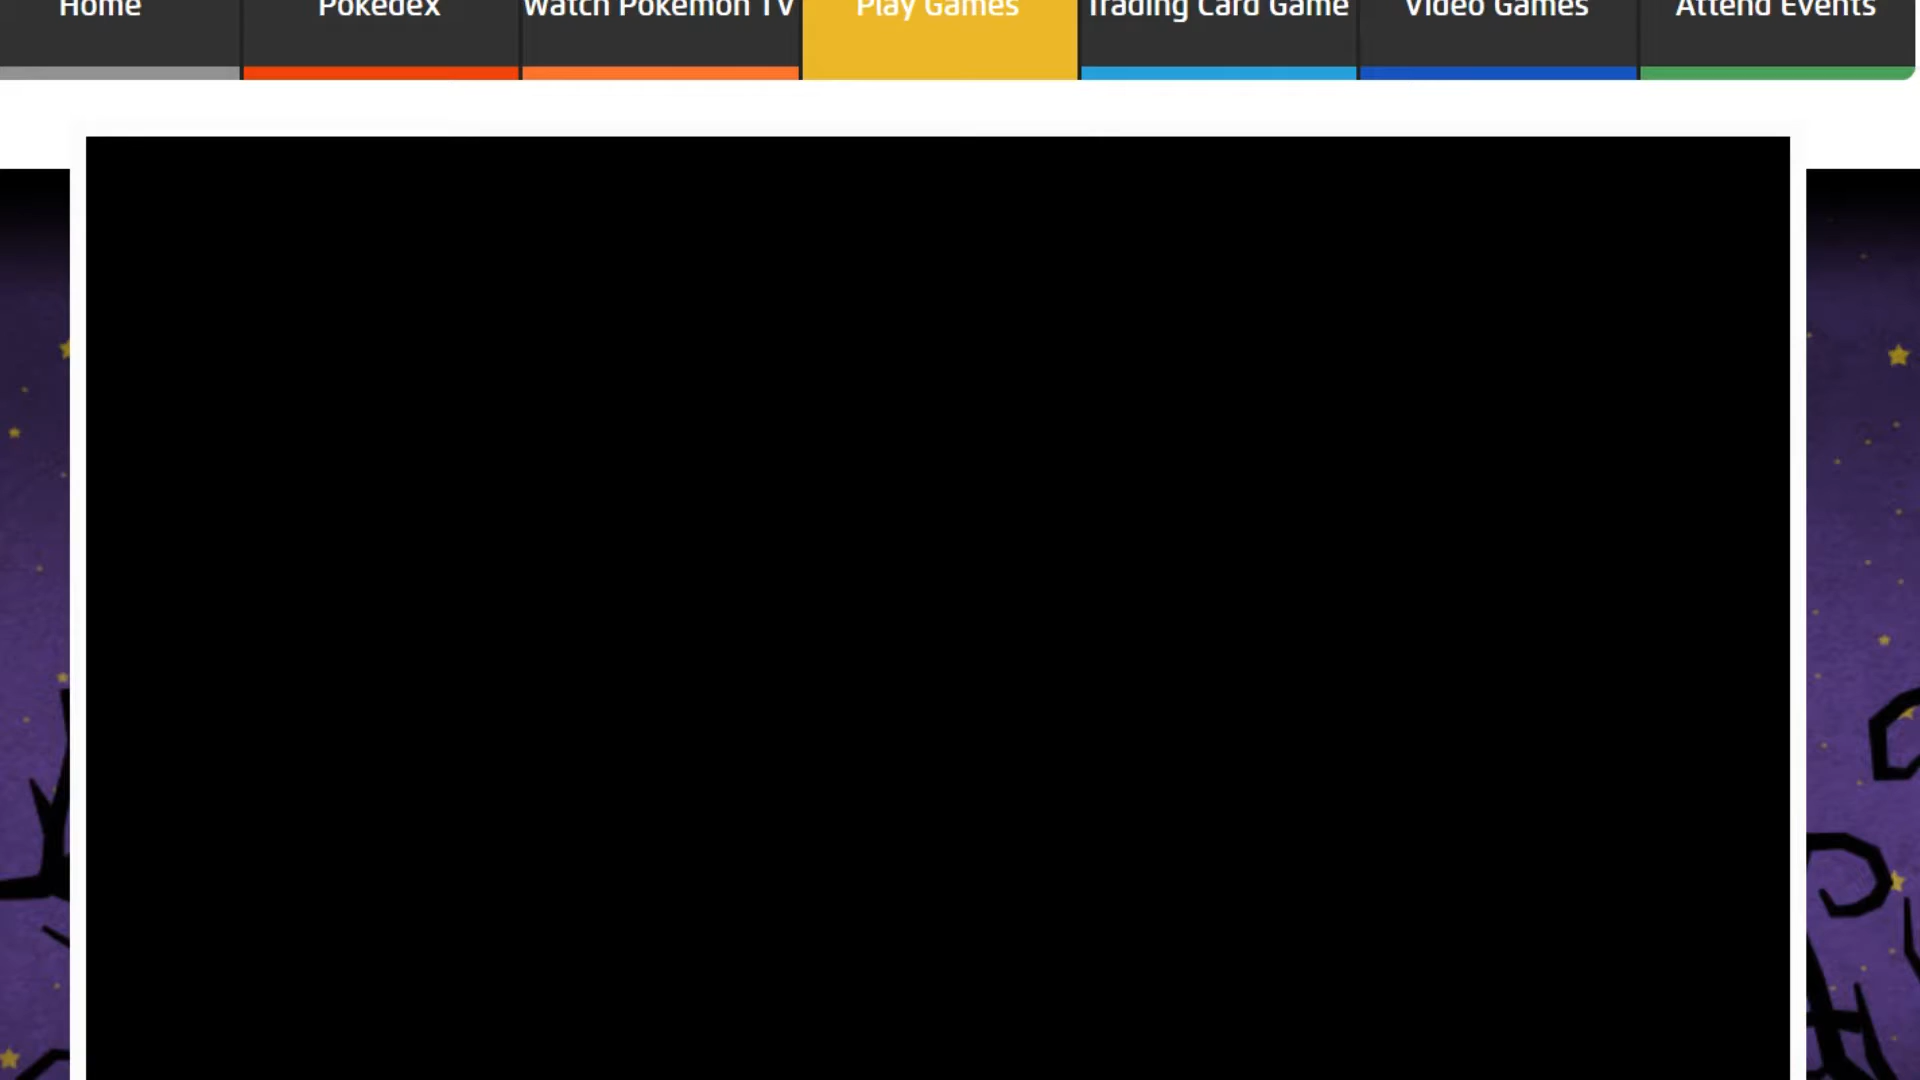 Home
Pokédex
Watch Pokémon TV
Play Games
Trading Card Game
Video Games
Attend Events